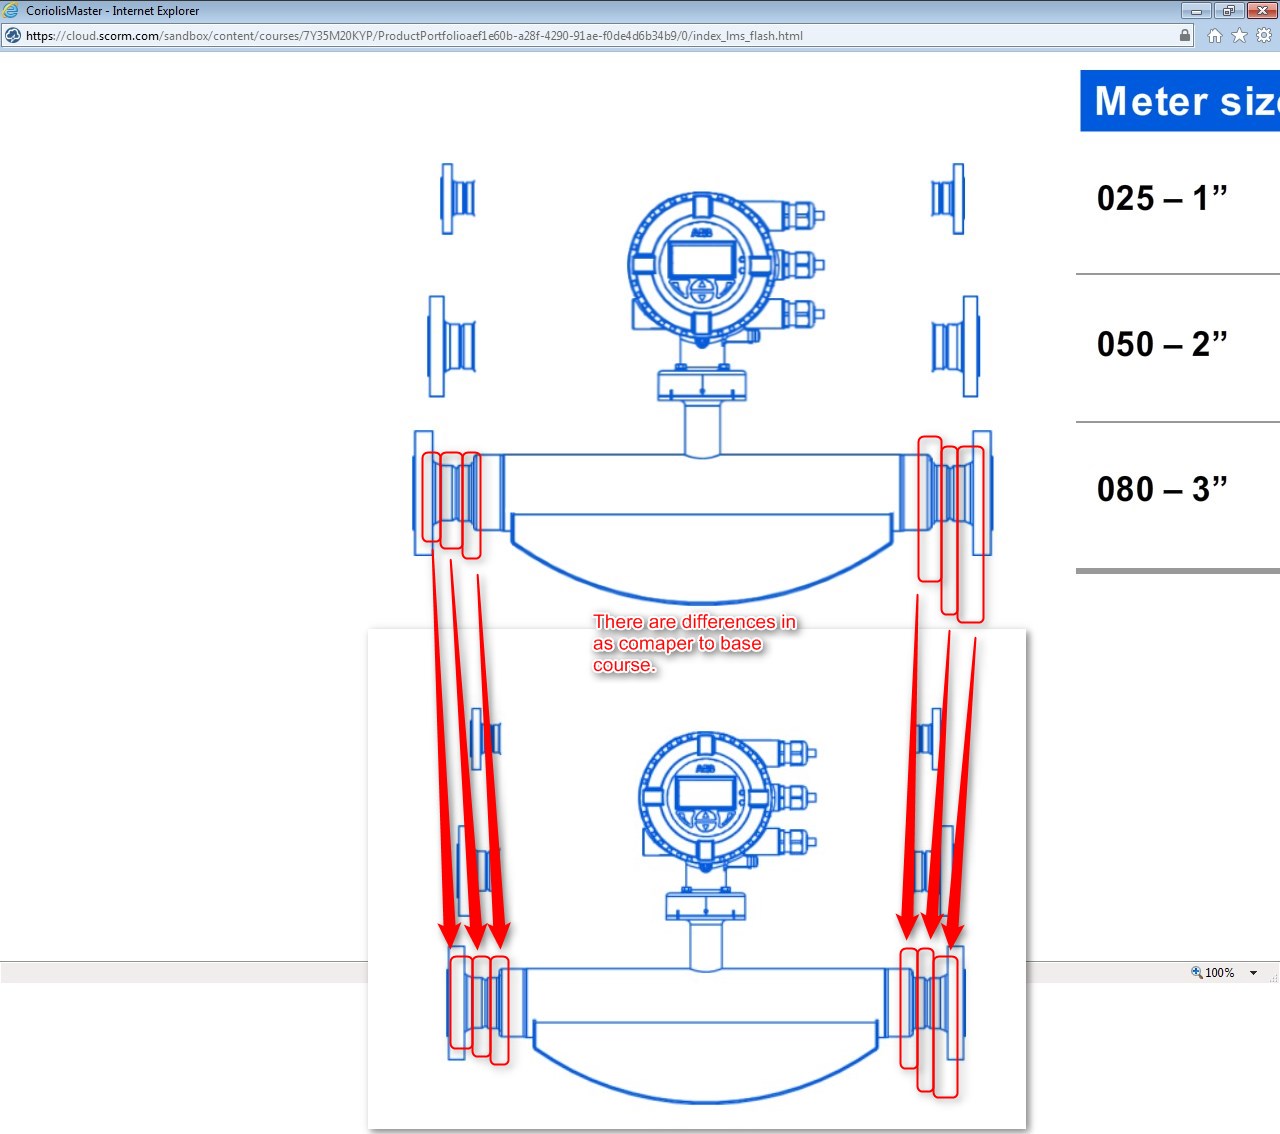 CoriolisMaster - Internet Explorer
https://cloud.scorm.com/sandbox/content/courses/7Y35M20KYP/ProductPortfolioaef1e60b-a28f-4290-91ae-f0de4d6b34b9/0/index_lms_flash.html
Meter size
025 – 1”
ABB
050 – 2”
080 – 3”
There are differences in
as comaper to base
course.
ABB
100%